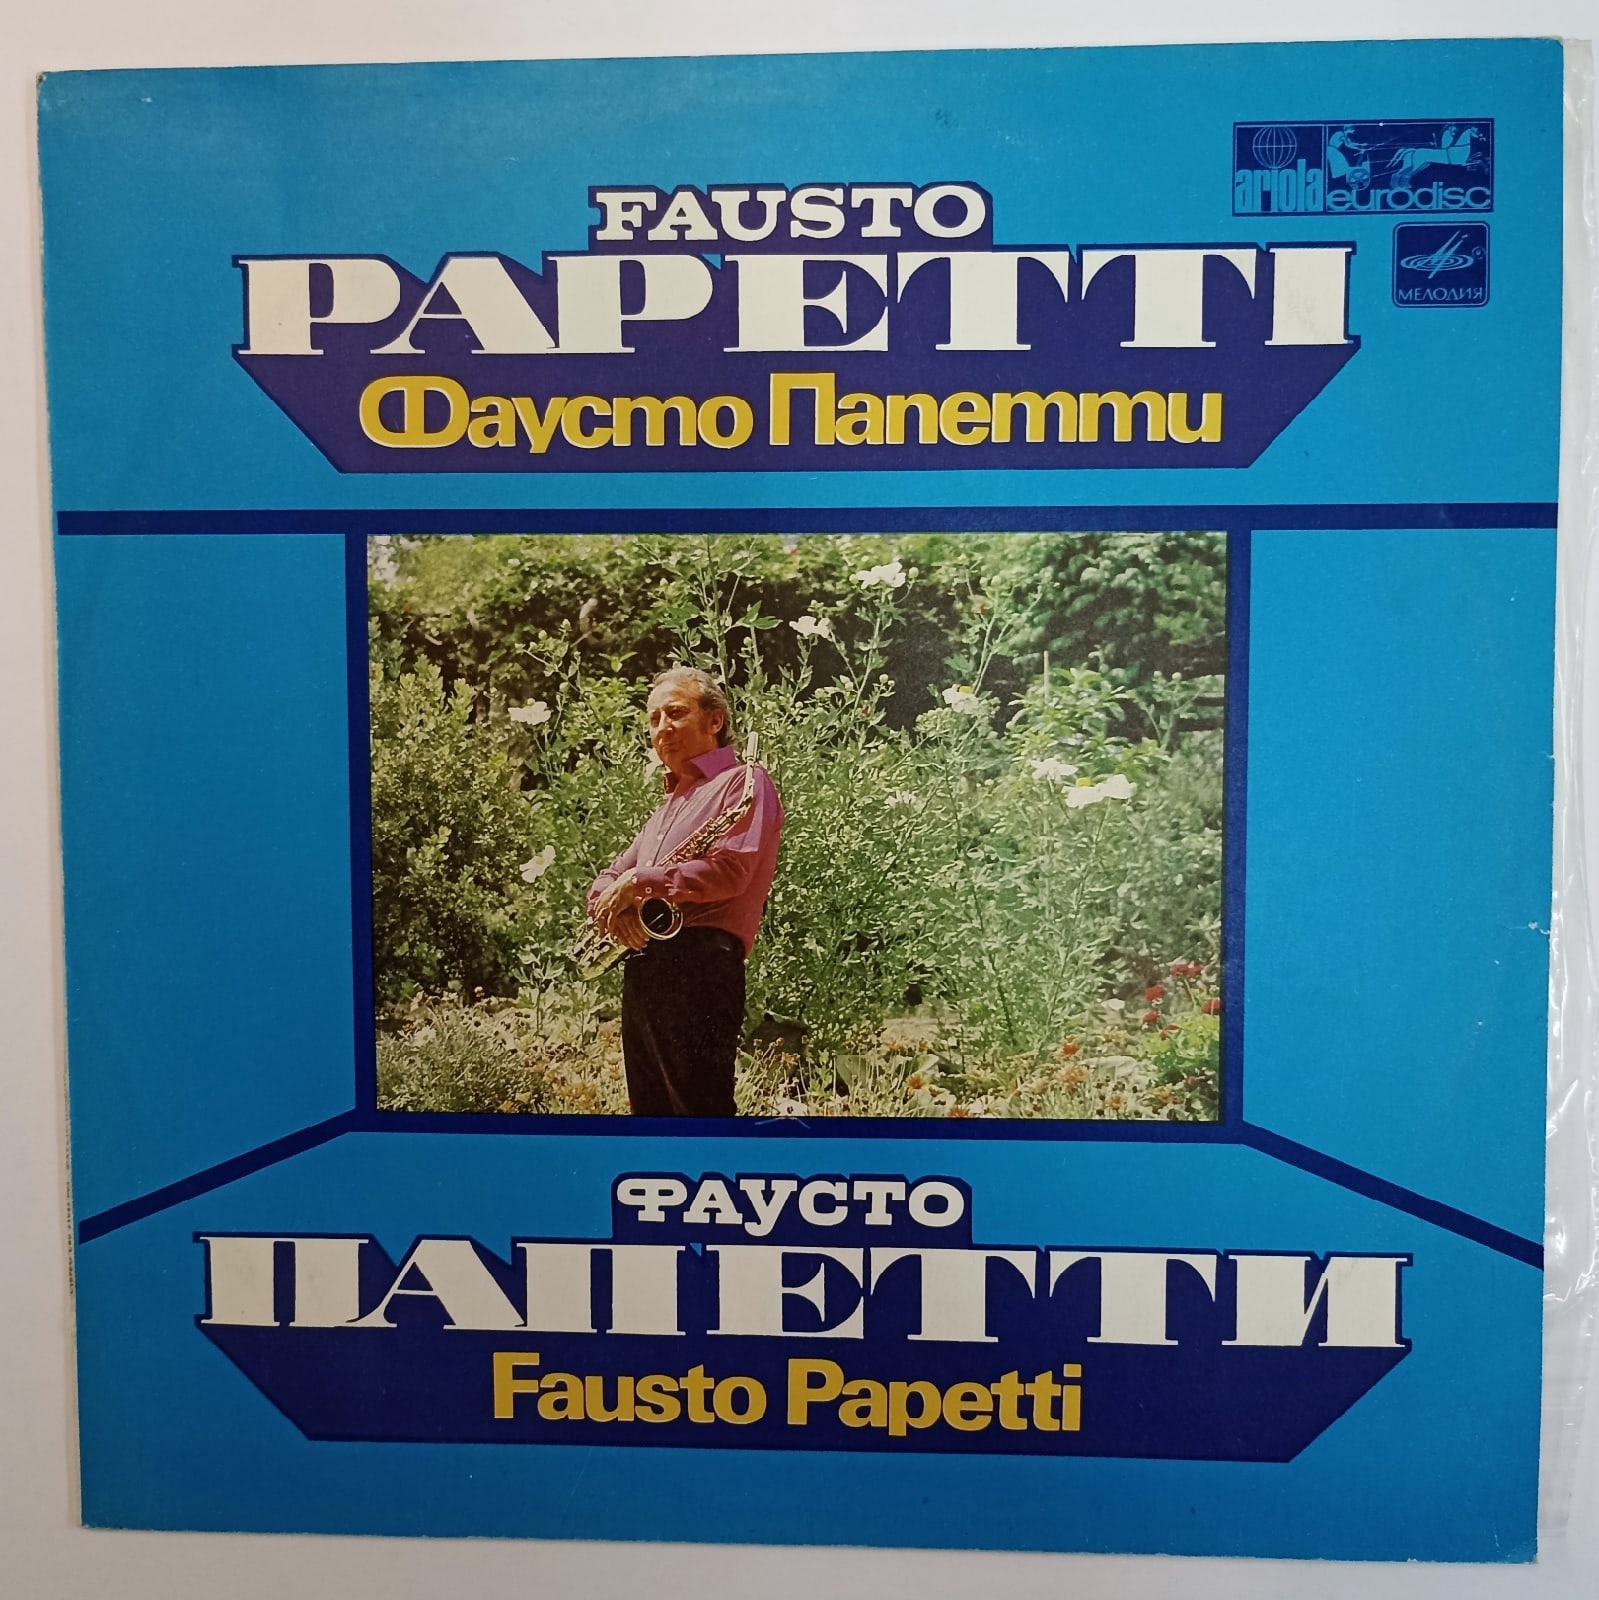 ariola eurodisc
FAUSTO
PAPETTI
МЕЛОДИЯ
Фаусто Папетти
ФАУСТО
ПАПЕТТИ
Fausto Papetti